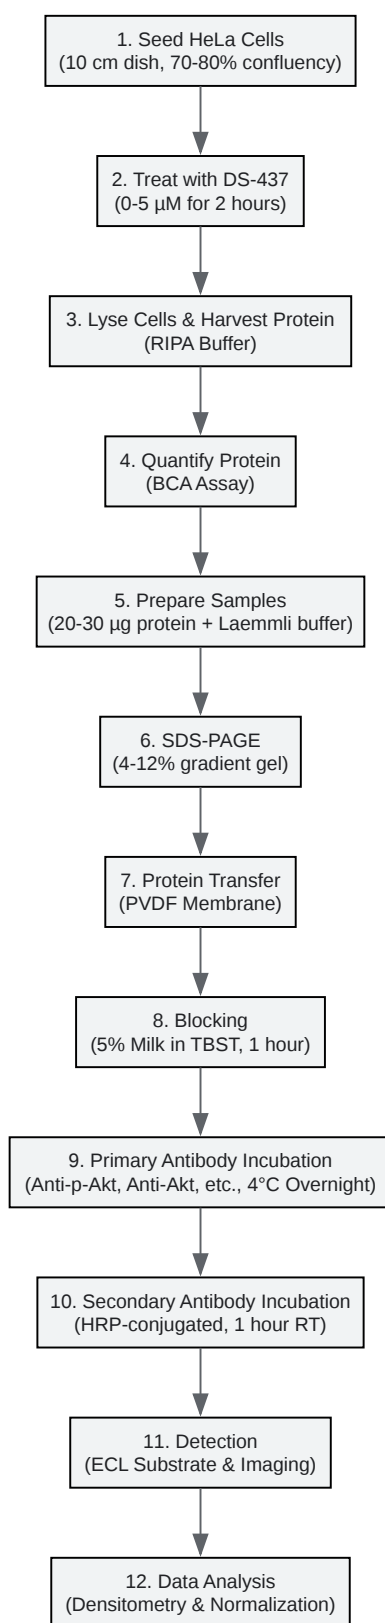 1. Seed HeLa Cells
(10 cm dish, 70-80% confluency)
2. Treat with DS-437
(0-5 µM for 2 hours)
3. Lyse Cells & Harvest Protein
(RIPA Buffer)
4. Quantify Protein
(BCA Assay)
5. Prepare Samples
(20-30 µg protein + Laemmli buffer)
6. SDS-PAGE
(4-12% gradient gel)
7. Protein Transfer
(PVDF Membrane)
8. Blocking
(5% Milk in TBST, 1 hour)
9. Primary Antibody Incubation
(Anti-p-Akt, Anti-Akt, etc., 4°C Overnight)
10. Secondary Antibody Incubation
(HRP-conjugated, 1 hour RT)
11. Detection
(ECL Substrate & Imaging)
12. Data Analysis
(Densitometry & Normalization)